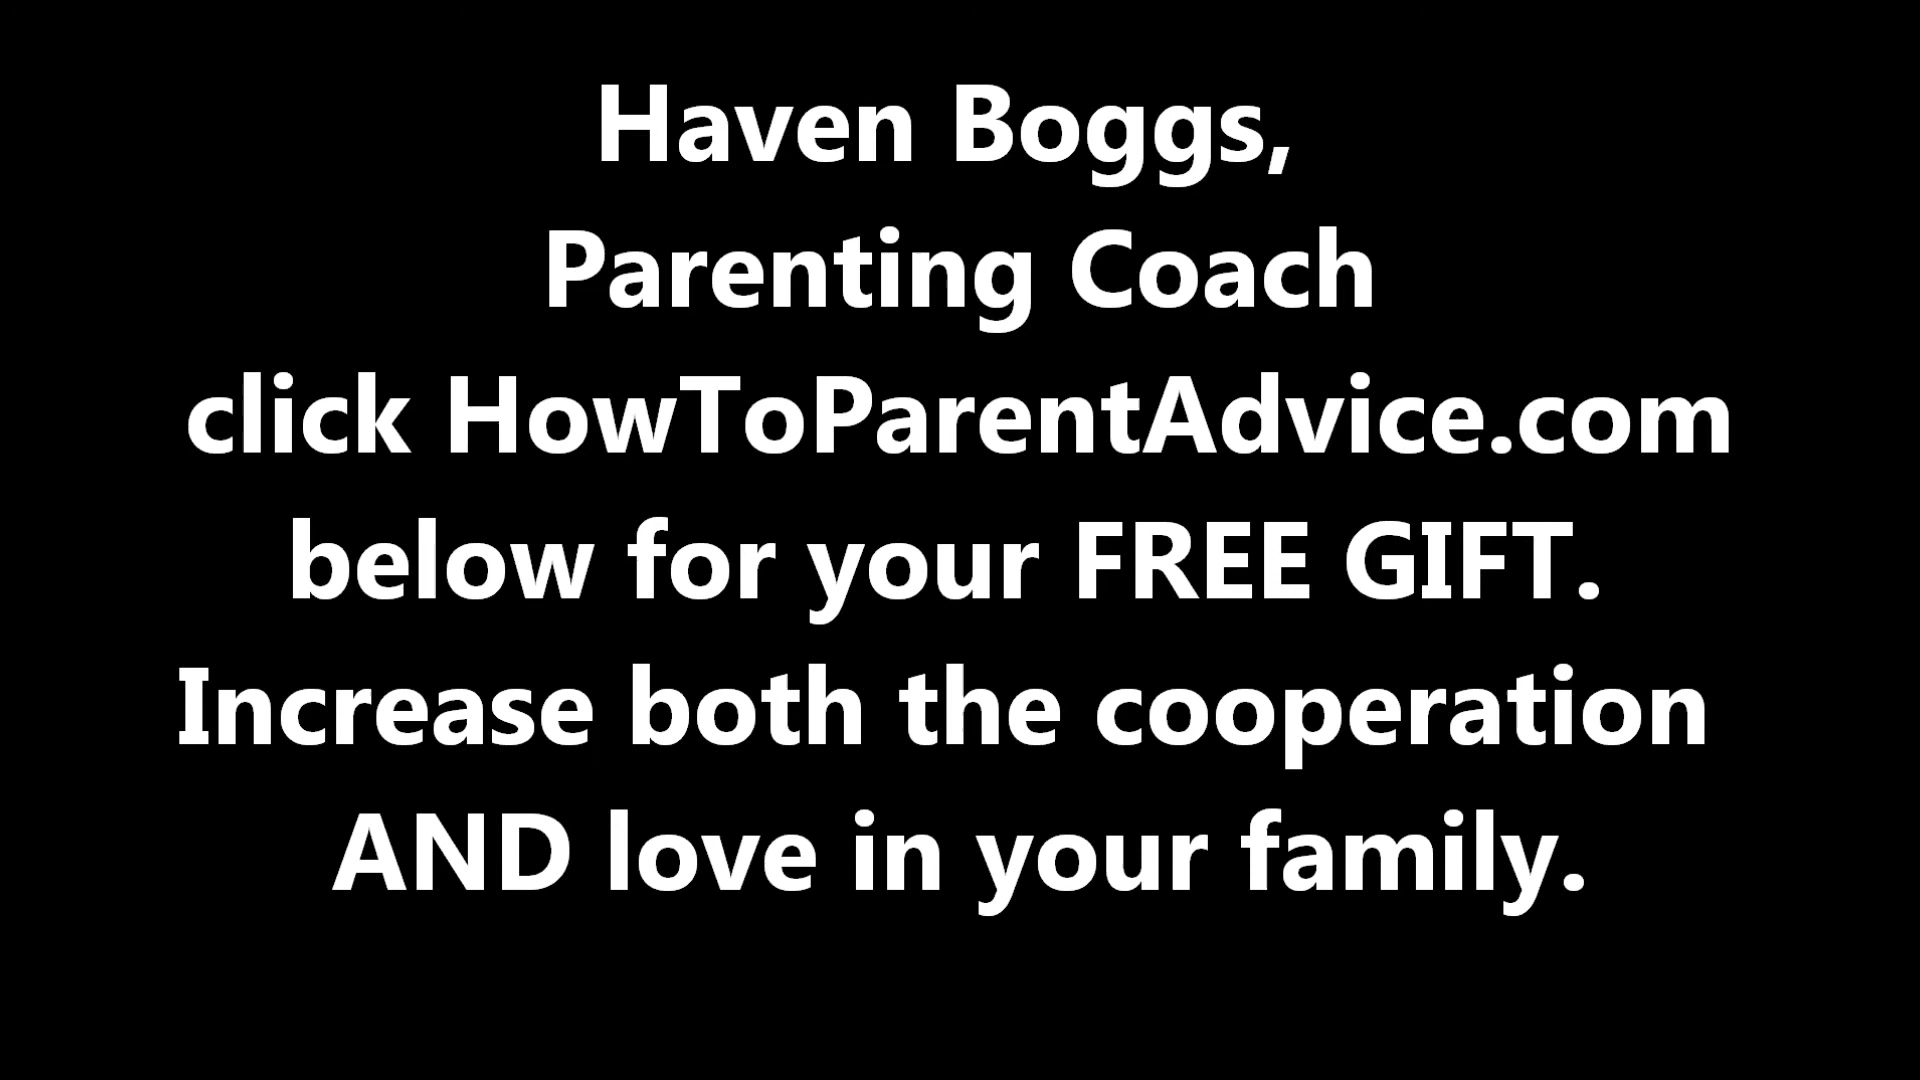 Haven Boggs,
Parenting Coach
click HowToParentAdvice.com
below for your FREE GIFT.
Increase both the cooperation
AND love in your family.